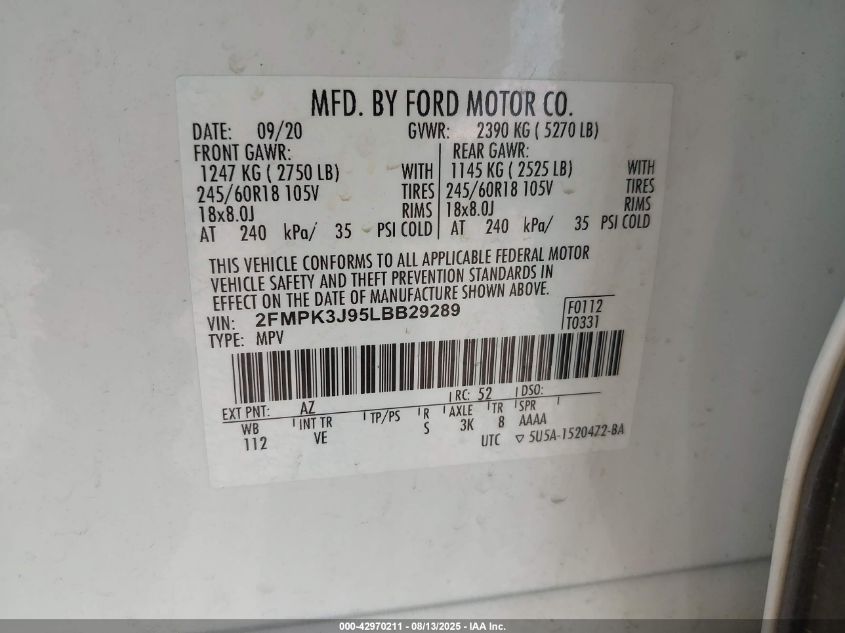 MFD. BY FORD MOTOR CO.
DATE: 09/20 GVWR: 2390 KG ( 5270 LB)
FRONT GAWR: REAR GAWR:
1247 KG ( 2750 LB) WITH 1145 KG ( 2525 LB) WITH
245/60R18 105V TIRES 245/60R18 105V TIRES
18x8.0J RIMS 18x8.0J RIMS
AT 240 kPa/ 35 PSI COLD AT 240 kPa/ 35 PSI COLD
THIS VEHICLE CONFORMS TO ALL APPLICABLE FEDERAL MOTOR
VEHICLE SAFETY AND THEFT PREVENTION STANDARDS IN
EFFECT ON THE DATE OF MANUFACTURE SHOWN ABOVE.
VIN: 2FMPK3J95LBB29289 F0112
TYPE: MPV T0331
EXT PNT: AZ RC: 52 DSO:
WB INT TR TP/PS R AXLE TR SPR
112 VE S 3K 8 AAAA
UTC ▽ 5U5A-1520472-BA
000-42970211 - 08/13/2025 - IAA Inc.